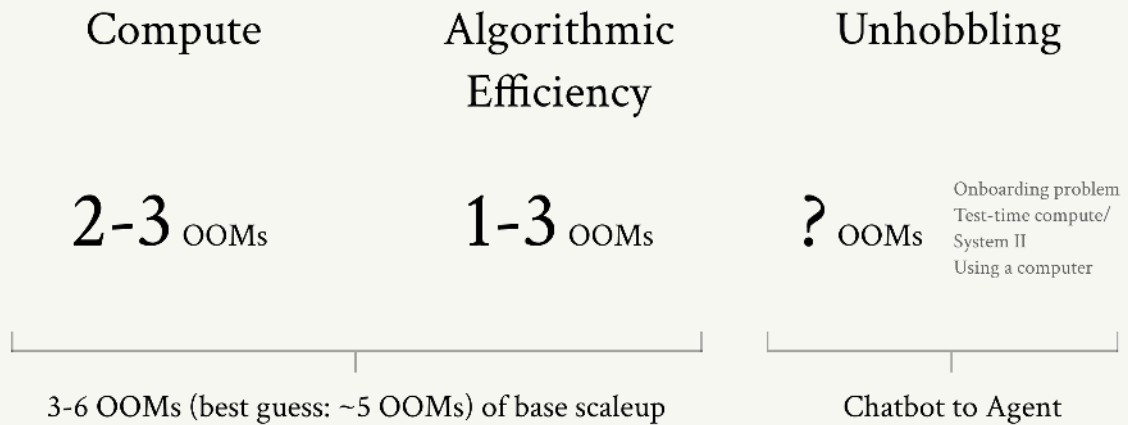 Compute
Algorithmic
Efficiency
Unhobbling
2-3 OOMs
1-3 OOMs
? OOMs
Onboarding problem
Test-time compute/
System II
Using a computer
3-6 OOMs (best guess: ~5 OOMs) of base scaleup
Chatbot to Agent